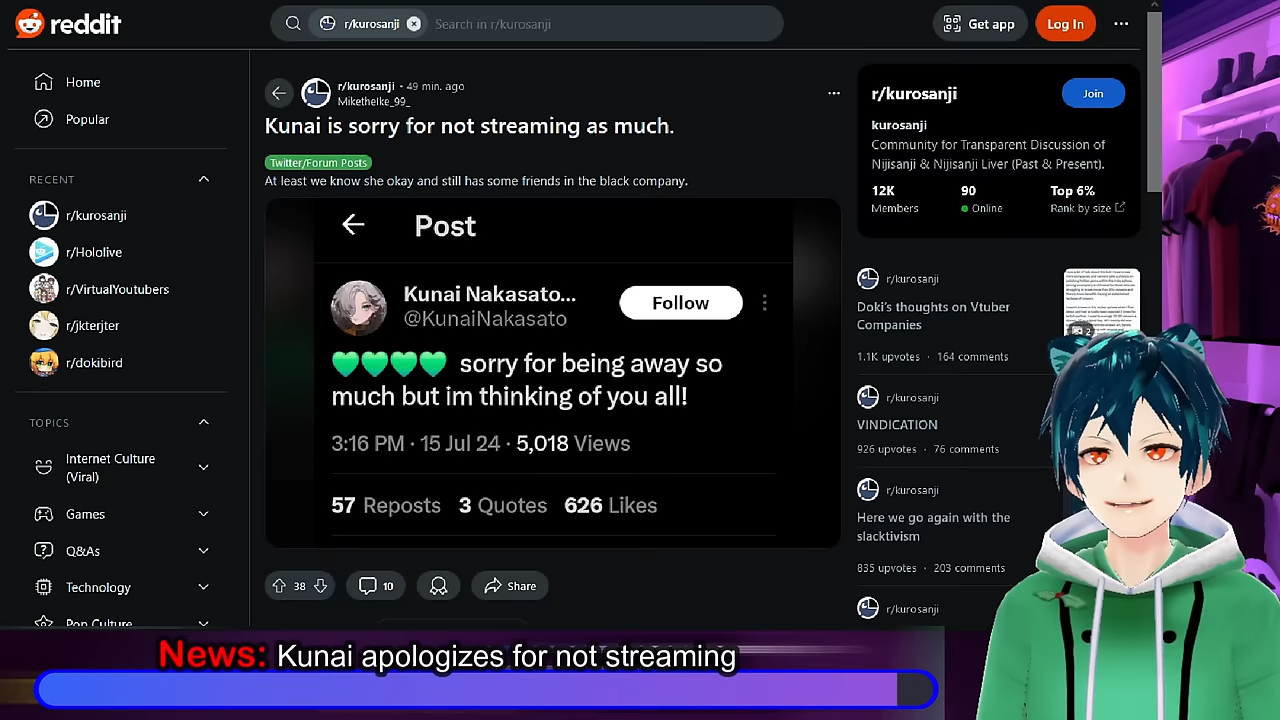 reddit
r/kurosanji
Search in r/kurosanji
Get app
Log In
Home
Popular
RECENT
r/kurosanji
r/Hololive
r/VirtualYoutubers
r/jkterjter
r/dokibird
TOPICS
Internet Culture
(Viral)
Games
Q&As
Technology
Pop Culture
r/kurosanji • 49 min. ago
Mikethelke_99_
Kunai is sorry for not streaming as much.
Twitter/Forum Posts
At least we know she okay and still has some friends in the black company.
Post
Kunai Nakasato...
@KunaiNakasato
Follow
💚💚💚💚 sorry for being away so
much but im thinking of you all!
3:16 PM · 15 Jul 24 · 5,018 Views
57 Reposts 3 Quotes 626 Likes
38
10
Share
r/kurosanji
Join
kurosanji
Community for Transparent Discussion of
Nijisanji & Nijisanji Liver (Past & Present).
12K 90 Top 6%
Members Online Rank by size
r/kurosanji
Doki's thoughts on Vtuber
Companies
2
1.1K upvotes · 164 comments
r/kurosanji
VINDICATION
926 upvotes · 76 comments
r/kurosanji
Here we go again with the
slacktivism
835 upvotes · 203 comments
r/kurosanji
News: Kunai apologizes for not streaming